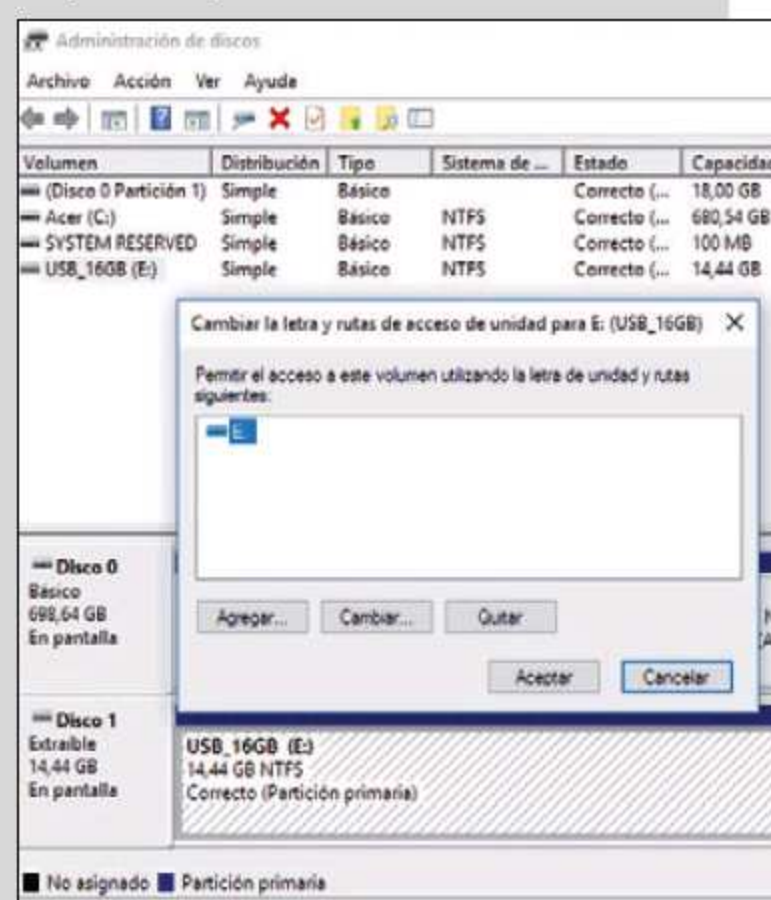 Administración de discos
Archivo Acción Ver Ayuda
Volumen Distribución Tipo Sistema de ... Estado Capacidad
(Disco 0 Partición 1) Simple Básico Correcto (... 18,00 GB
Acer (C:) Simple Básico NTFS Correcto (... 680,54 GB
SYSTEM RESERVED Simple Básico NTFS Correcto (... 100 MB
USB_16GB (E:) Simple Básico NTFS Correcto (... 14,44 GB
Cambiar la letra y rutas de acceso de unidad para E: (USB_16GB)
Permitir el acceso a este volumen utilizando la letra de unidad y rutas
siguientes:
E:
Agregar... Cambiar... Quitar
Aceptar Cancelar
Disco 0
Básico
698,64 GB
En pantalla
Disco 1
Extraíble
14,44 GB
En pantalla
USB_16GB (E:)
14,44 GB NTFS
Correcto (Partición primaria)
No asignado Partición primaria